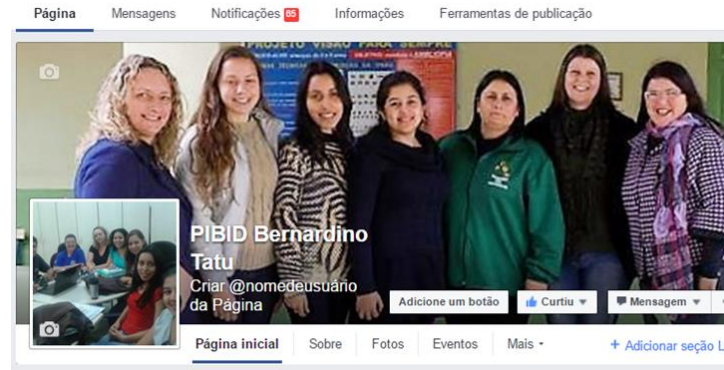 Página Mensagens Notificações 85 Informações Ferramentas de publicação
PROJETO VISÃO PARA SEMPRE
PIBID Bernardino
Tatu
Criar @nomedeusuário
da Página
Adicione um botão Curtiu Mensagem
Página inicial Sobre Fotos Eventos Mais + Adicionar seção L